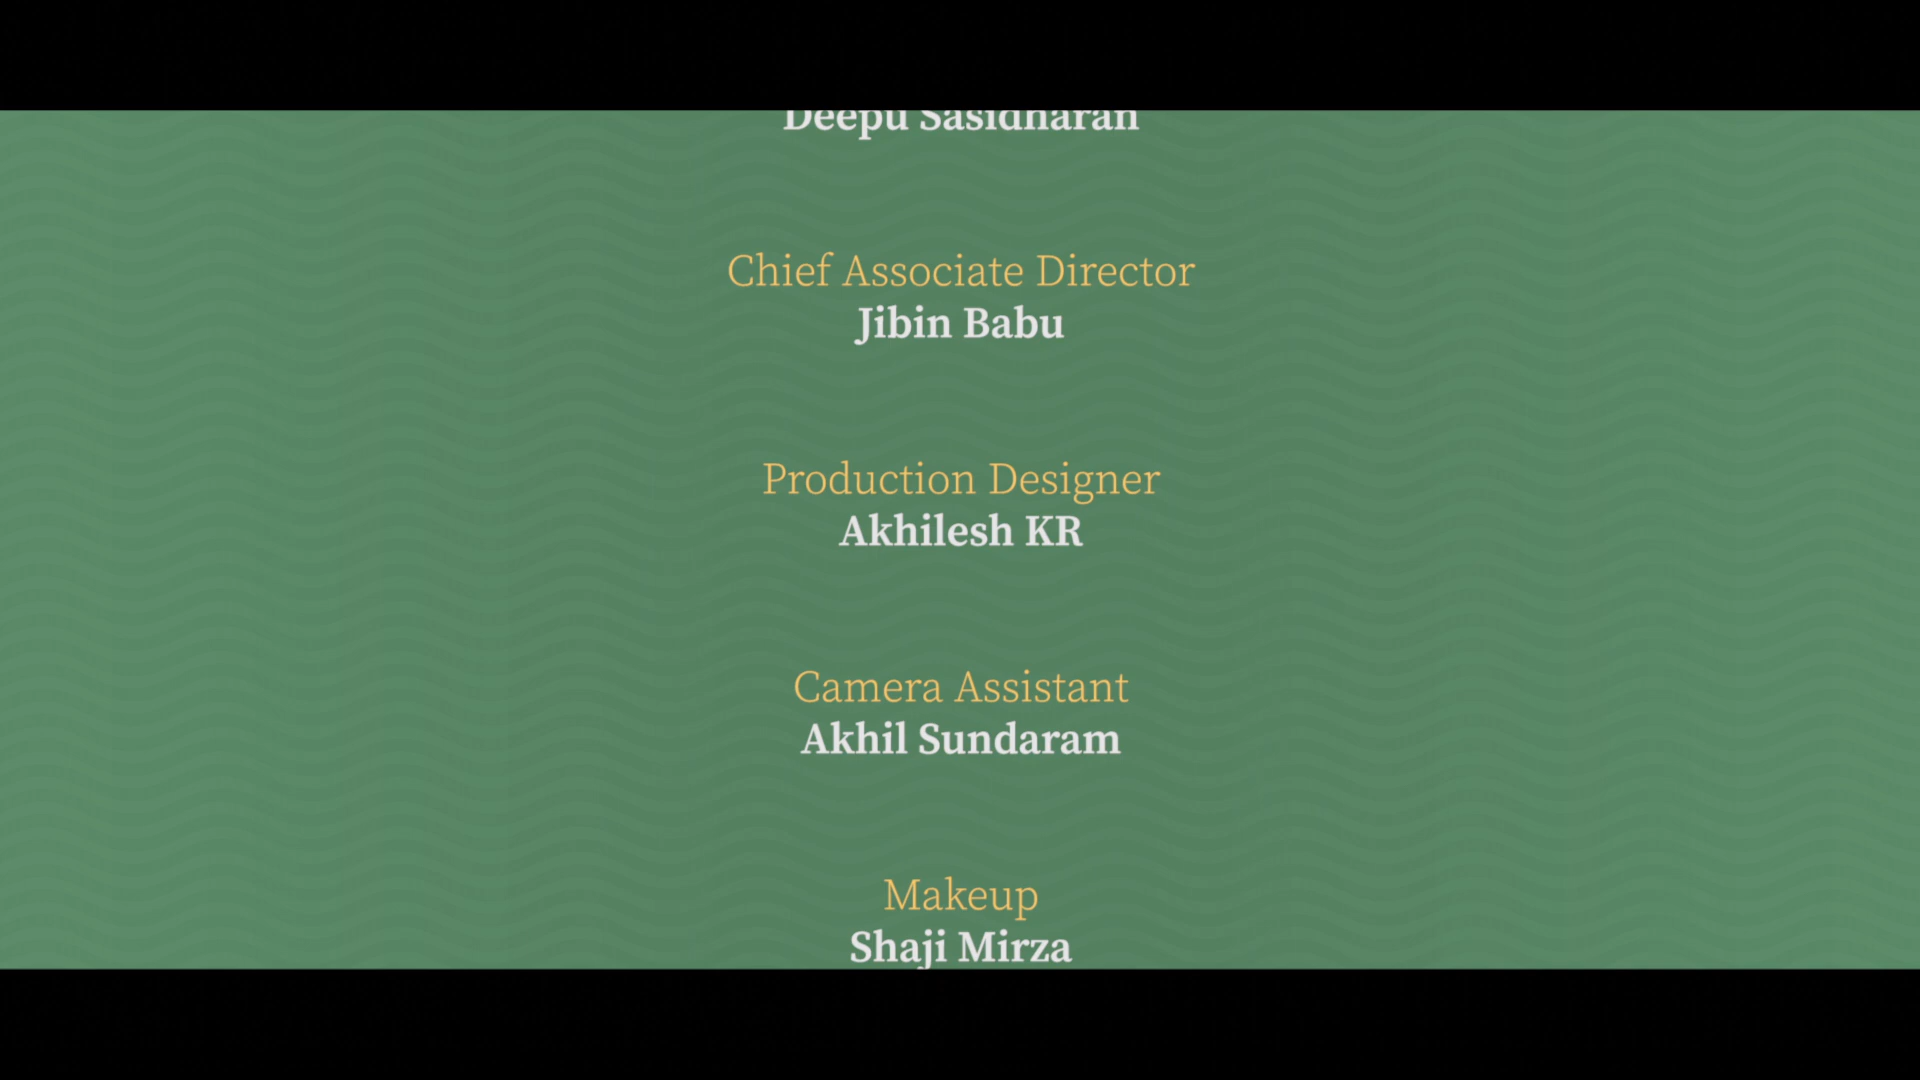 Deepu Sasidharan
Chief Associate Director
Jibin Babu
Production Designer
Akhilesh KR
Camera Assistant
Akhil Sundaram
Makeup
Shaji Mirza